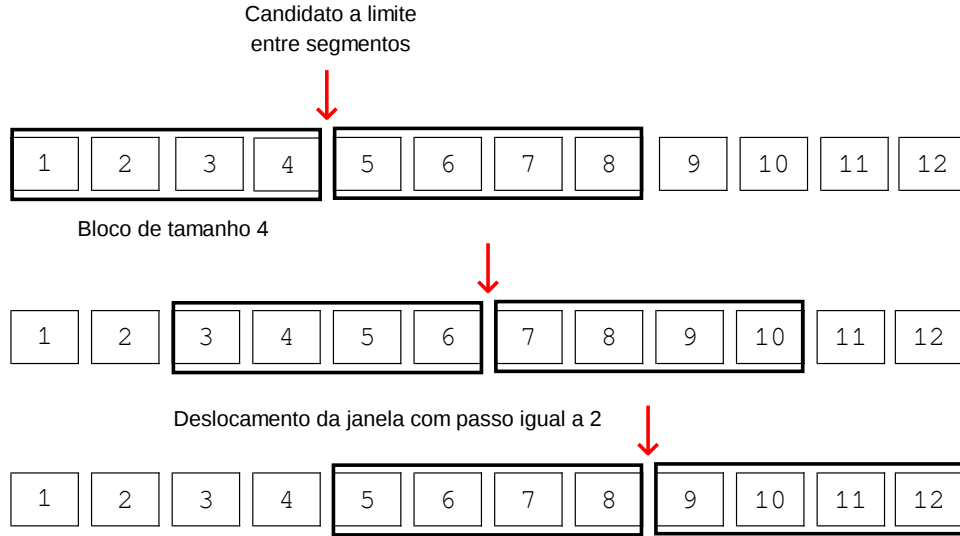 Candidato a limite
entre segmentos
1 2 3 4 5 6 7 8 9 10 11 12
Bloco de tamanho 4
1 2 3 4 5 6 7 8 9 10 11 12
Deslocamento da janela com passo igual a 2
1 2 3 4 5 6 7 8 9 10 11 12